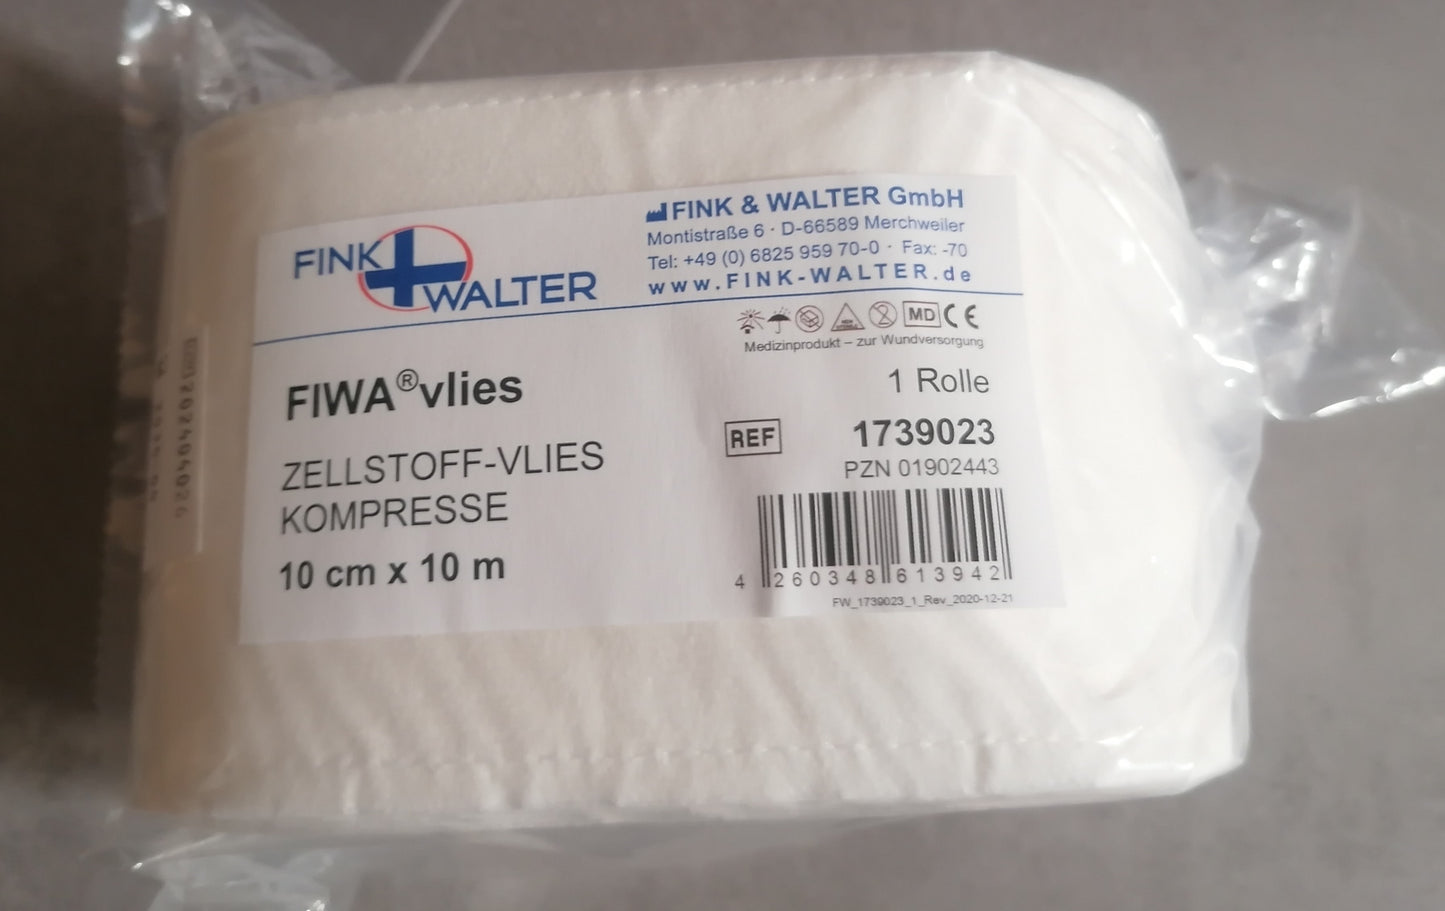 FINK
WALTER
FINK & WALTER GmbH
Montistraße 6 · D-66589 Merchweiler
Tel: +49 (0) 6825 959 70-0 · Fax: -70
www.FINK-WALTER.de
MD CE
Medizinprodukt – zur Wundversorgung
FIWA®vlies
1 Rolle
ZELLSTOFF-VLIES
KOMPRESSE
10 cm x 10 m
REF 1739023
PZN 01902443
4 260348 613942
FW_1739023_1_Rev_2020-12-21